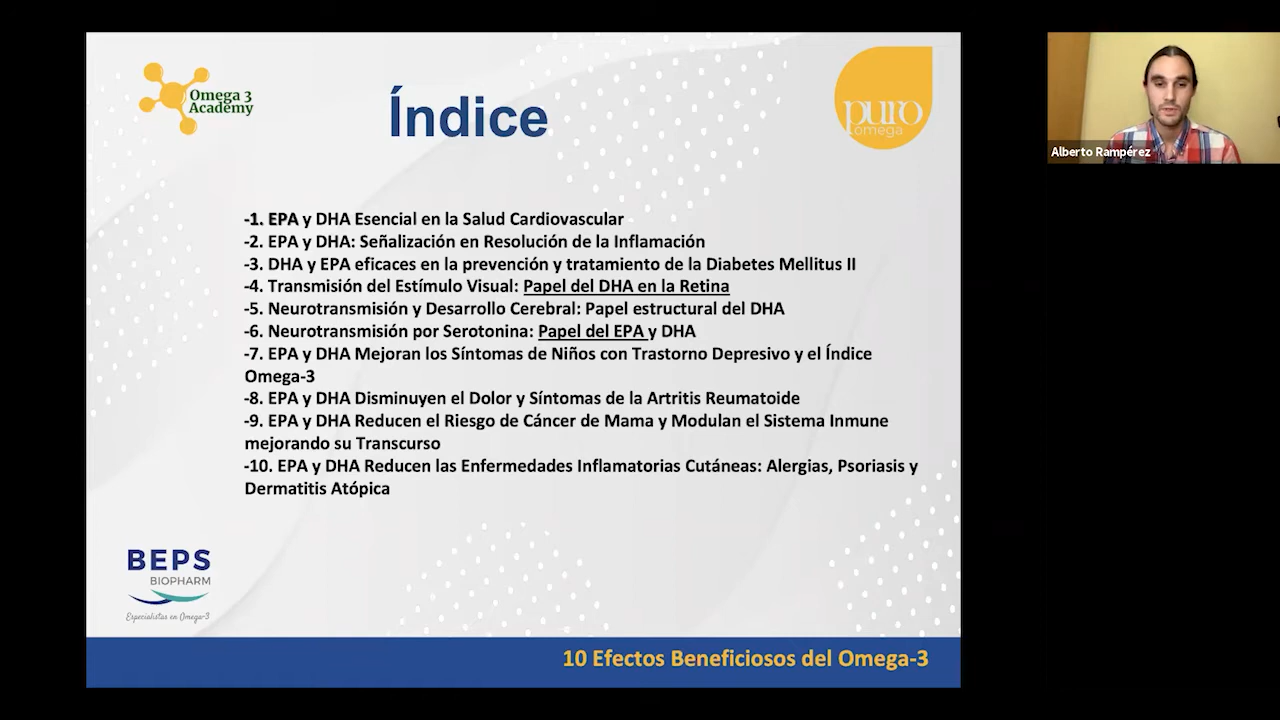 Omega 3
Academy
Índice
puro
omega
Alberto Rampérez
-1. EPA y DHA Esencial en la Salud Cardiovascular
-2. EPA y DHA: Señalización en Resolución de la Inflamación
-3. DHA y EPA eficaces en la prevención y tratamiento de la Diabetes Mellitus II
-4. Transmisión del Estímulo Visual: Papel del DHA en la Retina
-5. Neurotransmisión y Desarrollo Cerebral: Papel estructural del DHA
-6. Neurotransmisión por Serotonina: Papel del EPA y DHA
-7. EPA y DHA Mejoran los Síntomas de Niños con Trastorno Depresivo y el Índice
Omega-3
-8. EPA y DHA Disminuyen el Dolor y Síntomas de la Artritis Reumatoide
-9. EPA y DHA Reducen el Riesgo de Cáncer de Mama y Modulan el Sistema Inmune
mejorando su Transcurso
-10. EPA y DHA Reducen las Enfermedades Inflamatorias Cutáneas: Alergias, Psoriasis y
Dermatitis Atópica
BEPS
BIOPHARM
Especialistas en Omega-3
10 Efectos Beneficiosos del Omega-3